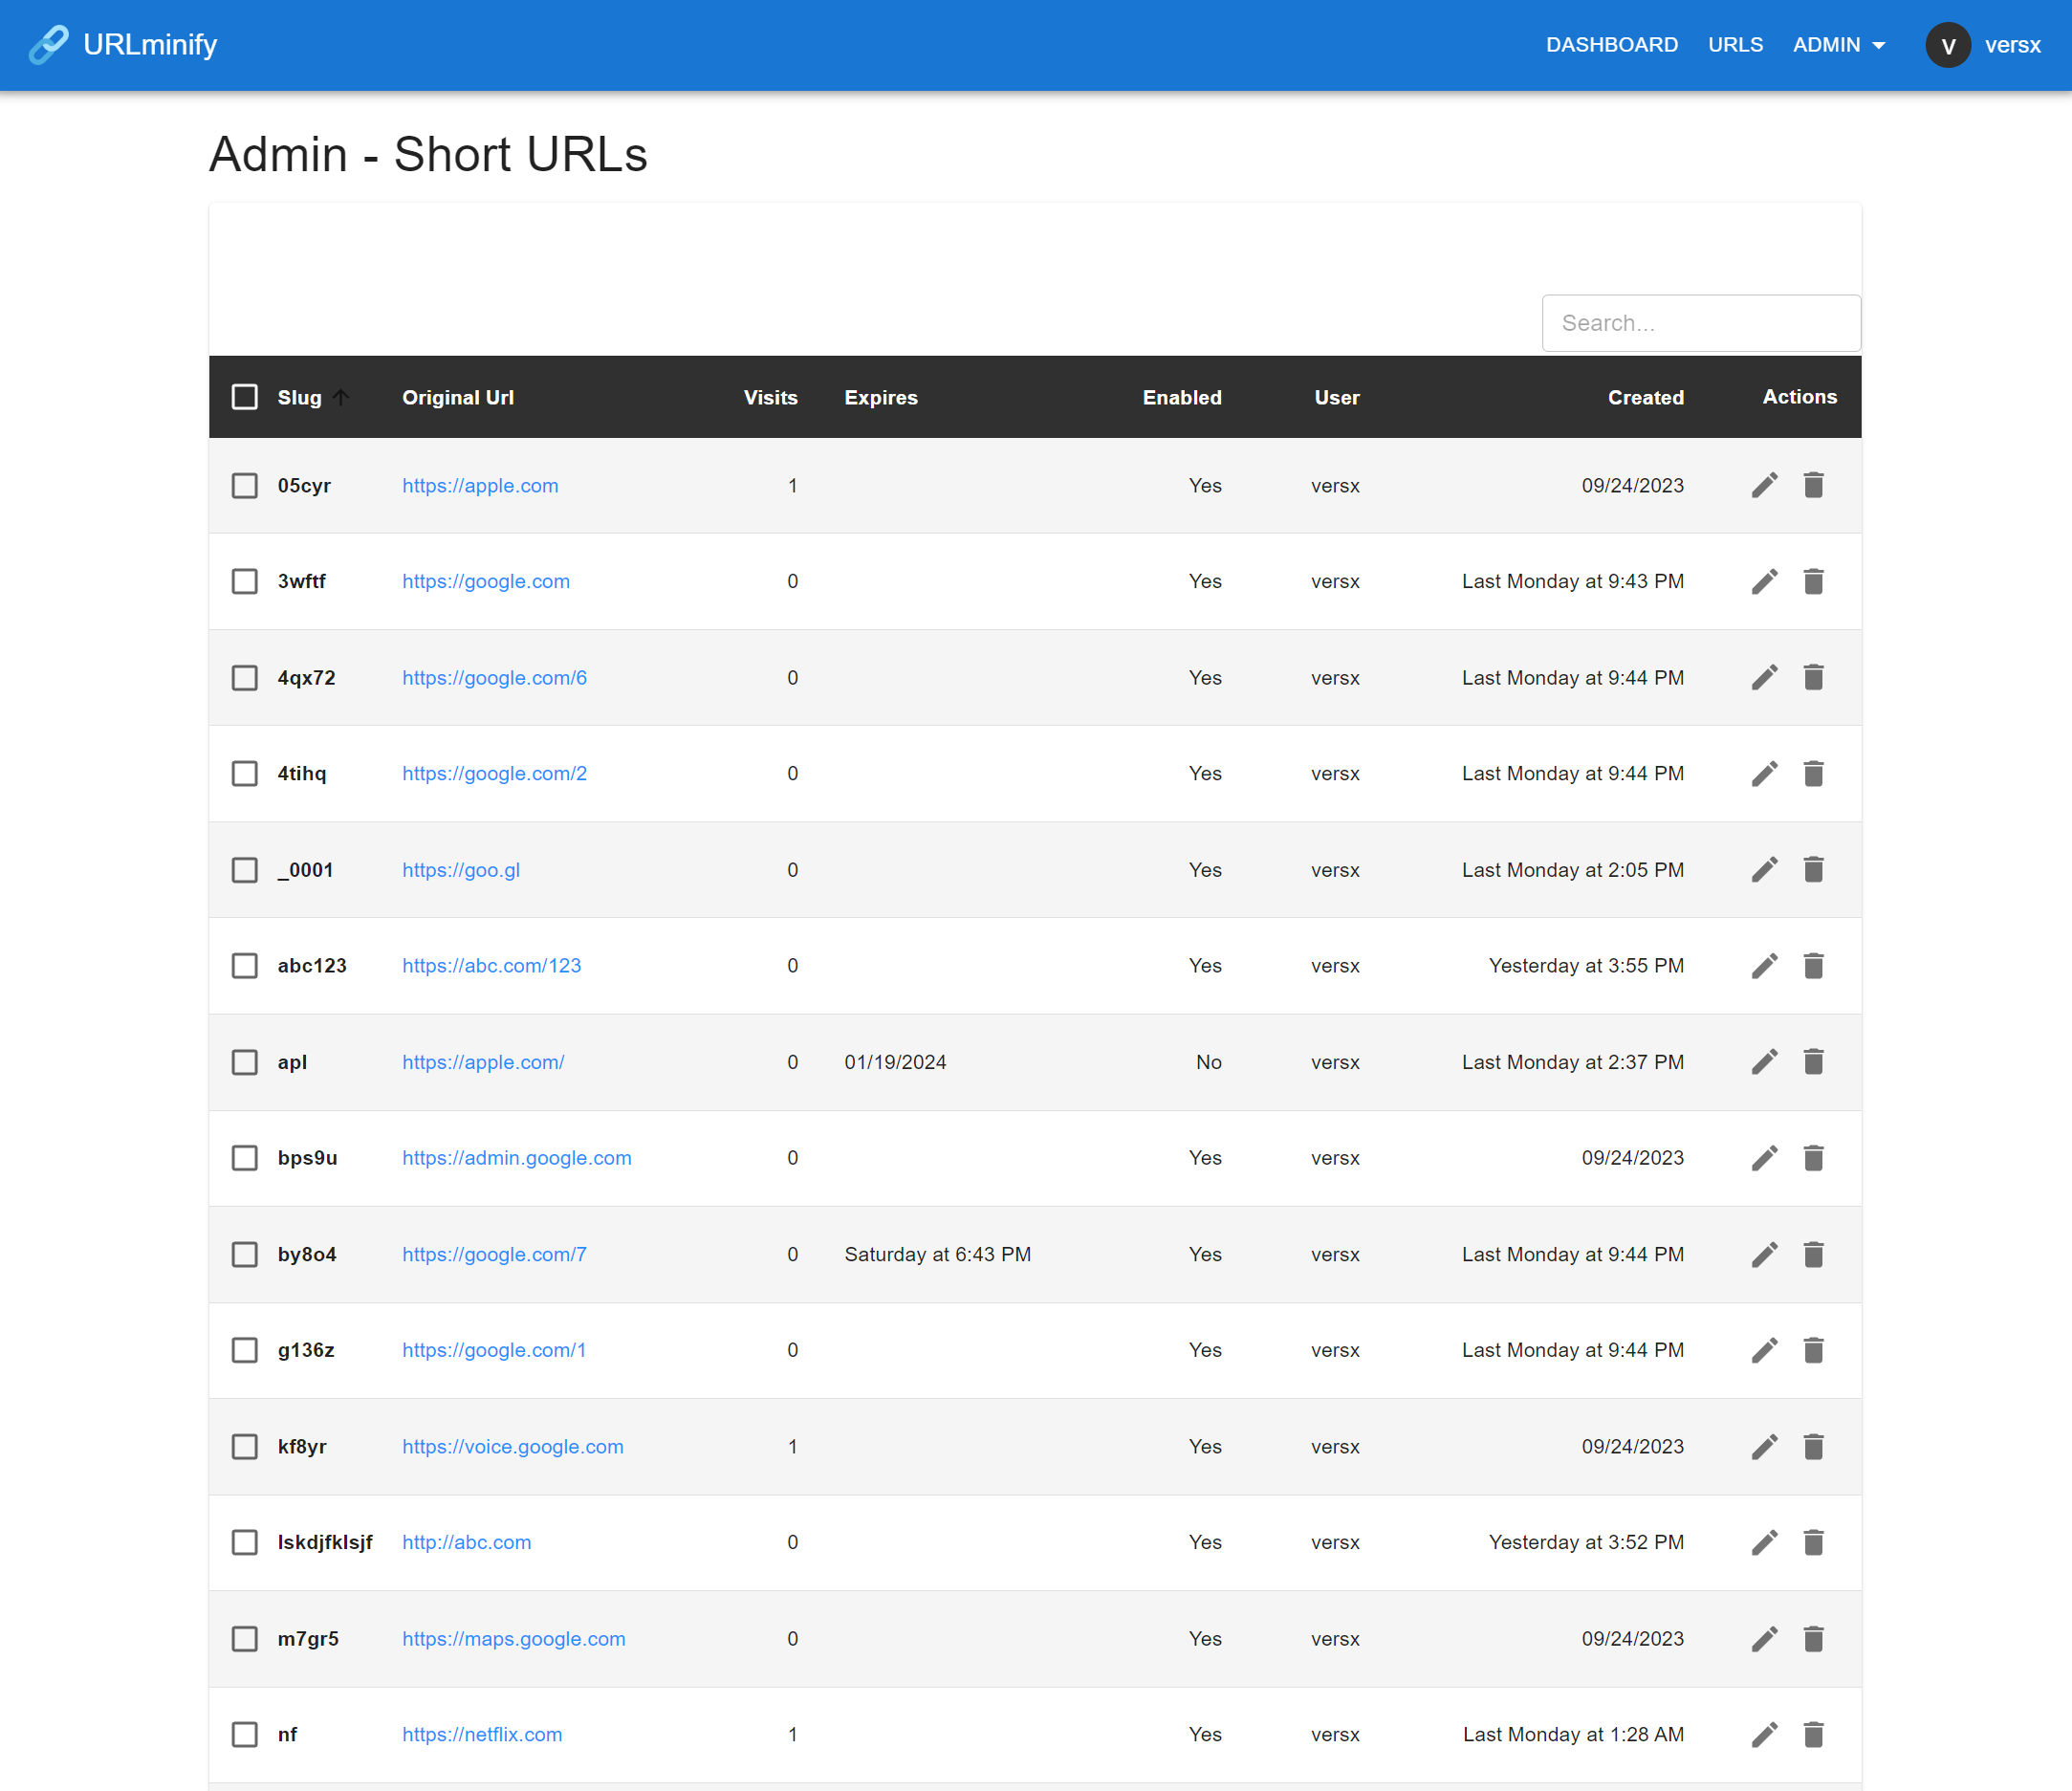 URLminify DASHBOARD URLS ADMIN V versx
Admin - Short URLs
Search...
Slug Original Url Visits Expires Enabled User Created Actions
05cyr https://apple.com 1 Yes versx 09/24/2023
3wftf https://google.com 0 Yes versx Last Monday at 9:43 PM
4qx72 https://google.com/6 0 Yes versx Last Monday at 9:44 PM
4tihq https://google.com/2 0 Yes versx Last Monday at 9:44 PM
_0001 https://goo.gl 0 Yes versx Last Monday at 2:05 PM
abc123 https://abc.com/123 0 Yes versx Yesterday at 3:55 PM
apl https://apple.com/ 0 01/19/2024 No versx Last Monday at 2:37 PM
bps9u https://admin.google.com 0 Yes versx 09/24/2023
by8o4 https://google.com/7 0 Saturday at 6:43 PM Yes versx Last Monday at 9:44 PM
g136z https://google.com/1 0 Yes versx Last Monday at 9:44 PM
kf8yr https://voice.google.com 1 Yes versx 09/24/2023
lskdjfklsjf http://abc.com 0 Yes versx Yesterday at 3:52 PM
m7gr5 https://maps.google.com 0 Yes versx 09/24/2023
nf https://netflix.com 1 Yes versx Last Monday at 1:28 AM